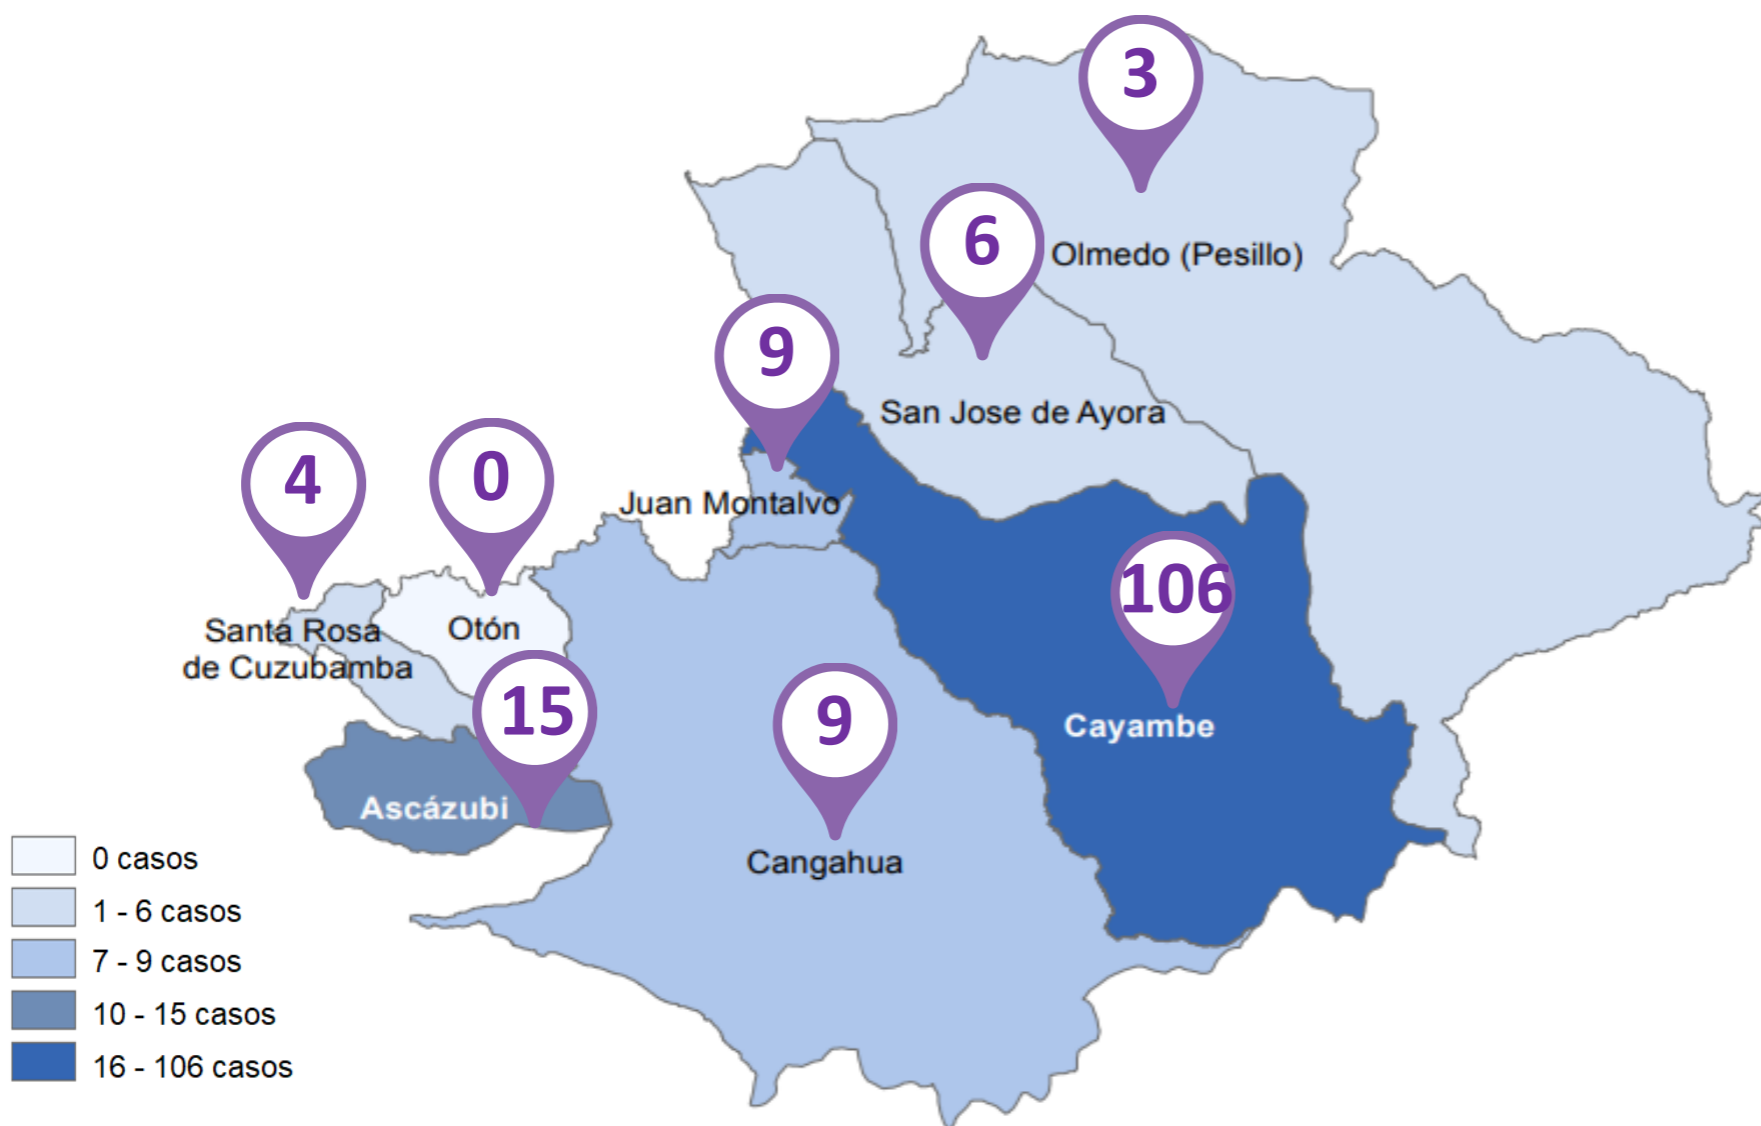 3
6
Olmedo (Pesillo)
9
San Jose de Ayora
4
0
Juan Montalvo
106
Santa Rosa
de Cuzubamba
Otón
15
9
Cayambe
Ascázubi
Cangahua
0 casos
1 - 6 casos
7 - 9 casos
10 - 15 casos
16 - 106 casos